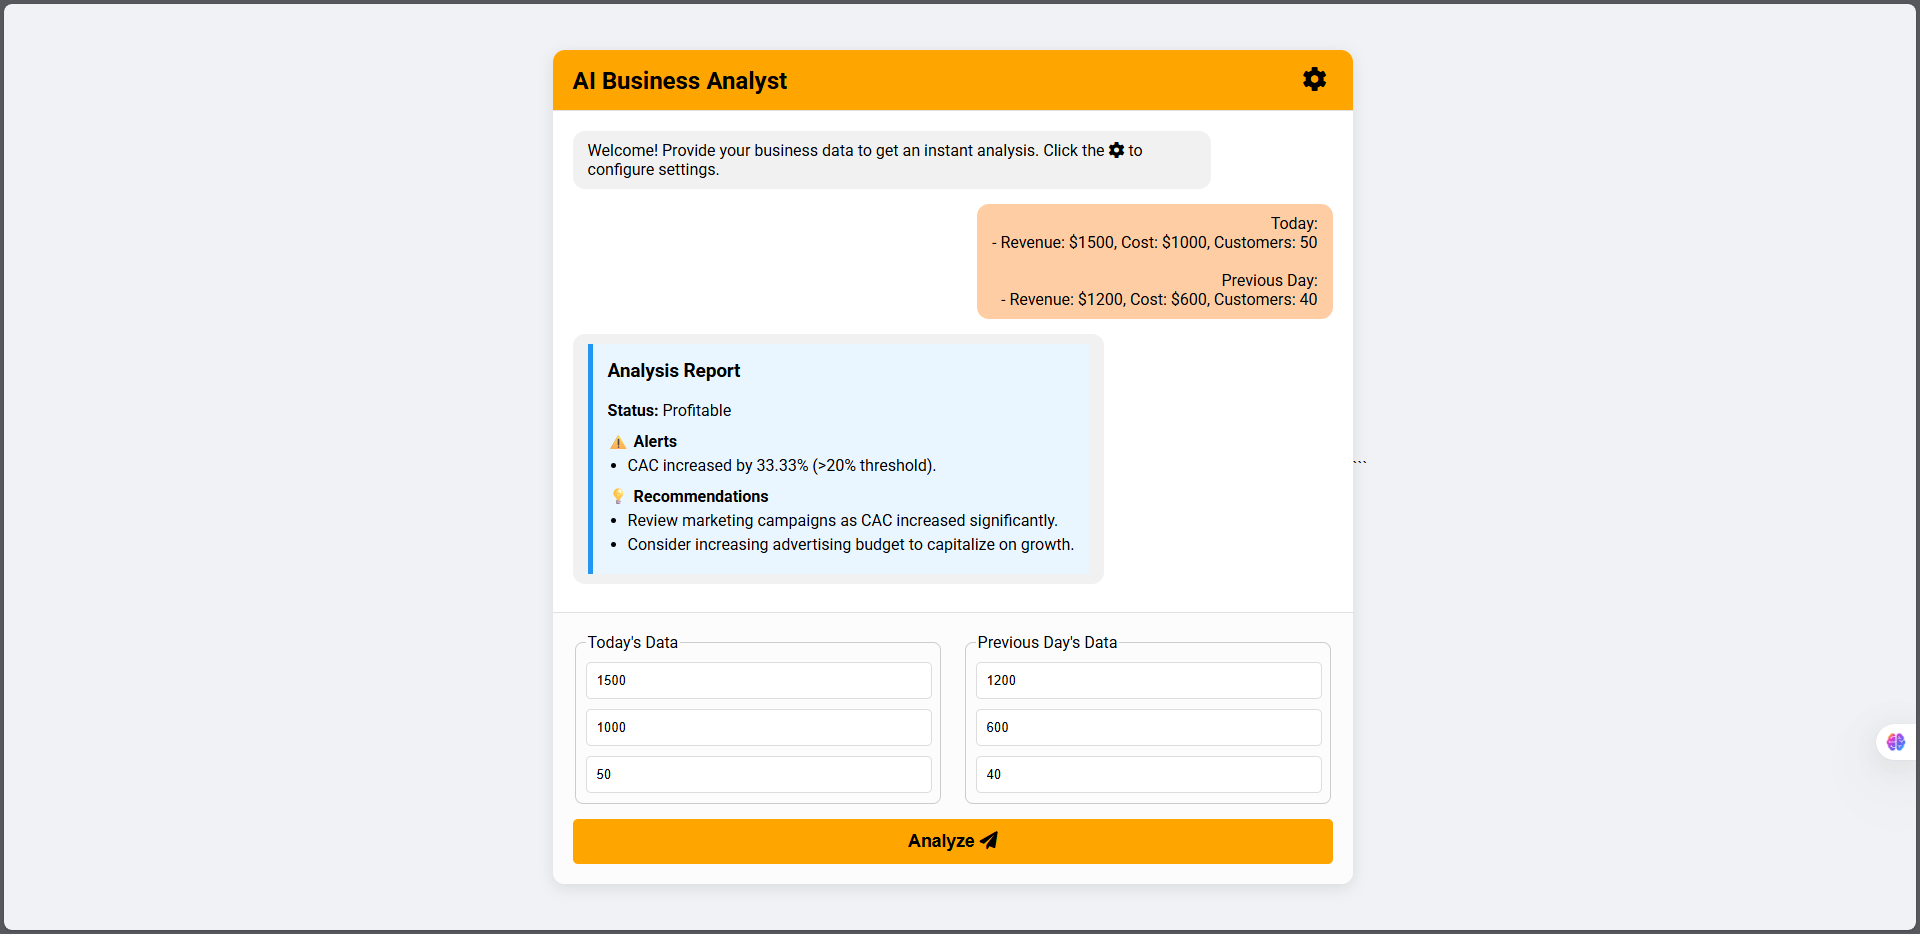 AI Business Analyst
Welcome! Provide your business data to get an instant analysis. Click the to
configure settings.
Today:
- Revenue: $1500, Cost: $1000, Customers: 50
Previous Day:
- Revenue: $1200, Cost: $600, Customers: 40
Analysis Report
Status: Profitable
⚠️ Alerts
• CAC increased by 33.33% (>20% threshold).
💡 Recommendations
• Review marketing campaigns as CAC increased significantly.
• Consider increasing advertising budget to capitalize on growth.
```
Today's Data
1500
1000
50
Previous Day's Data
1200
600
40
Analyze